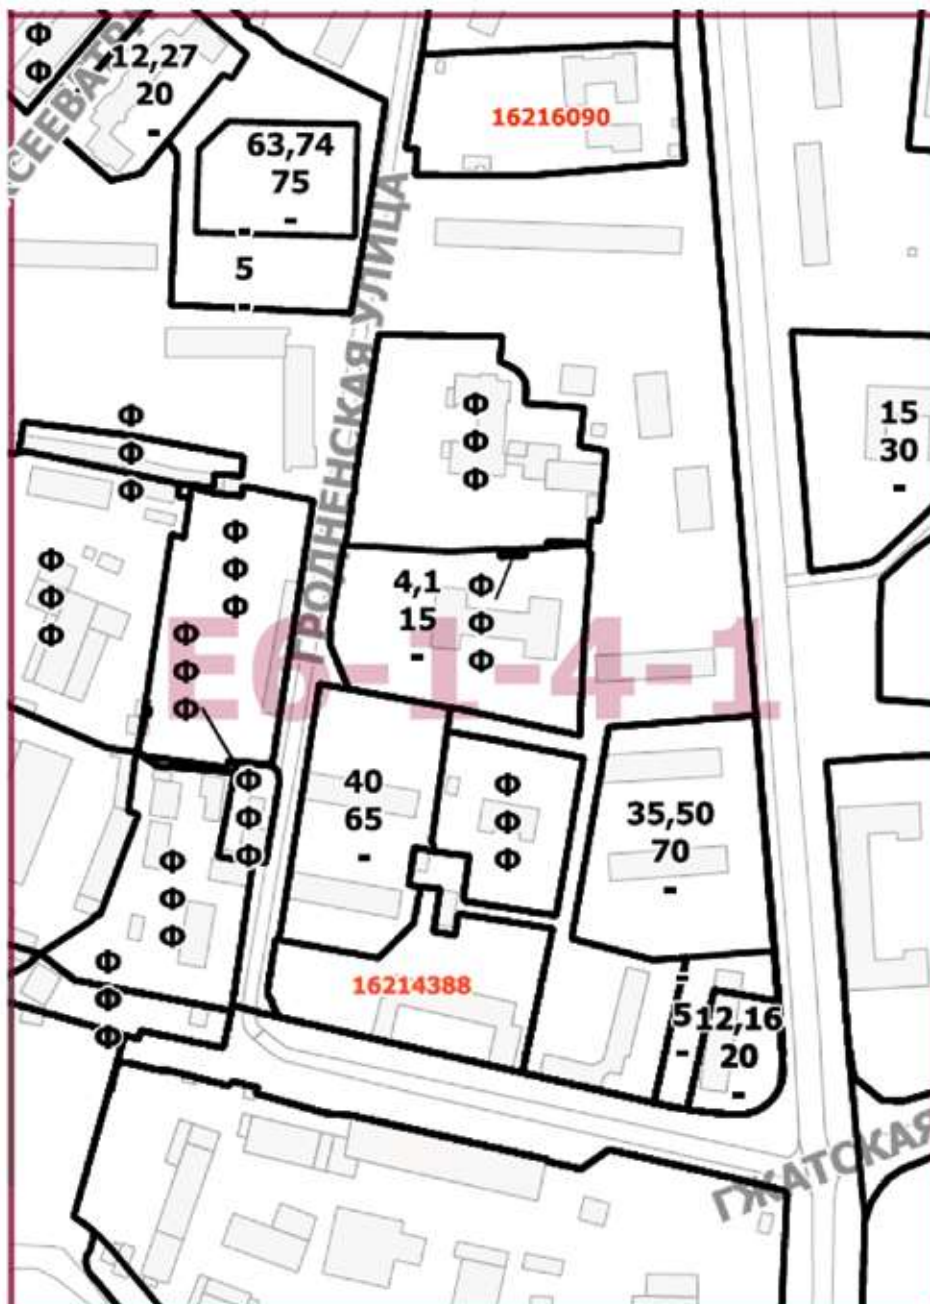 Ф
Ф
СЕЕВА
12,27
20
-
63,74
75
-
-
5
-
16216090
ГРОДНЕНСКАЯ УЛИЦА
Ф
Ф
Ф
Ф
Ф
Ф
15
30
-
Ф
Ф
Ф
Ф
Ф
Ф
4,1
15
-
Ф
Ф
Ф
Ф
Ф
Ф
Е6-1-4-1
40
65
-
Ф
Ф
Ф
35,50
70
-
Ф
Ф
Ф
Ф
Ф
Ф
Ф
Ф
Ф
16214388
-
5
-
12,16
20
-
ГЖАТСКАЯ